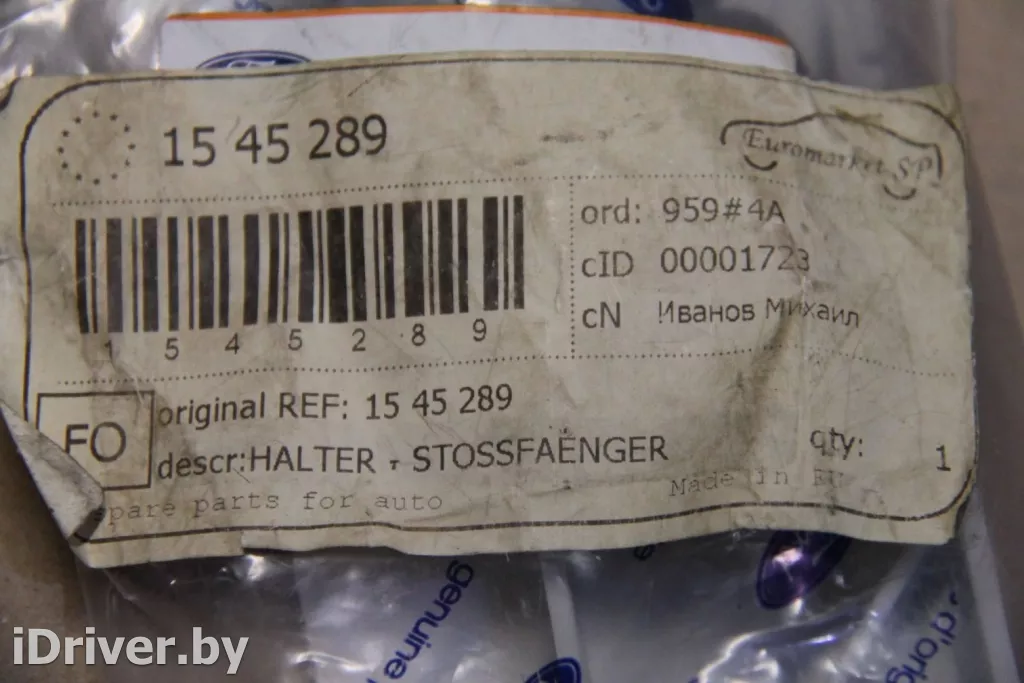 15 45 289
Euromarket SP
ord: 959#4A
cID 00001723
cN Иванов Михаил
1 5 4 5 2 8 9
original REF: 15 45 289
FO
descr:HALTER - STOSSFAENGER
qty: 1
spare parts for auto
Made in EU
genuine
d'orig
iDriver.by